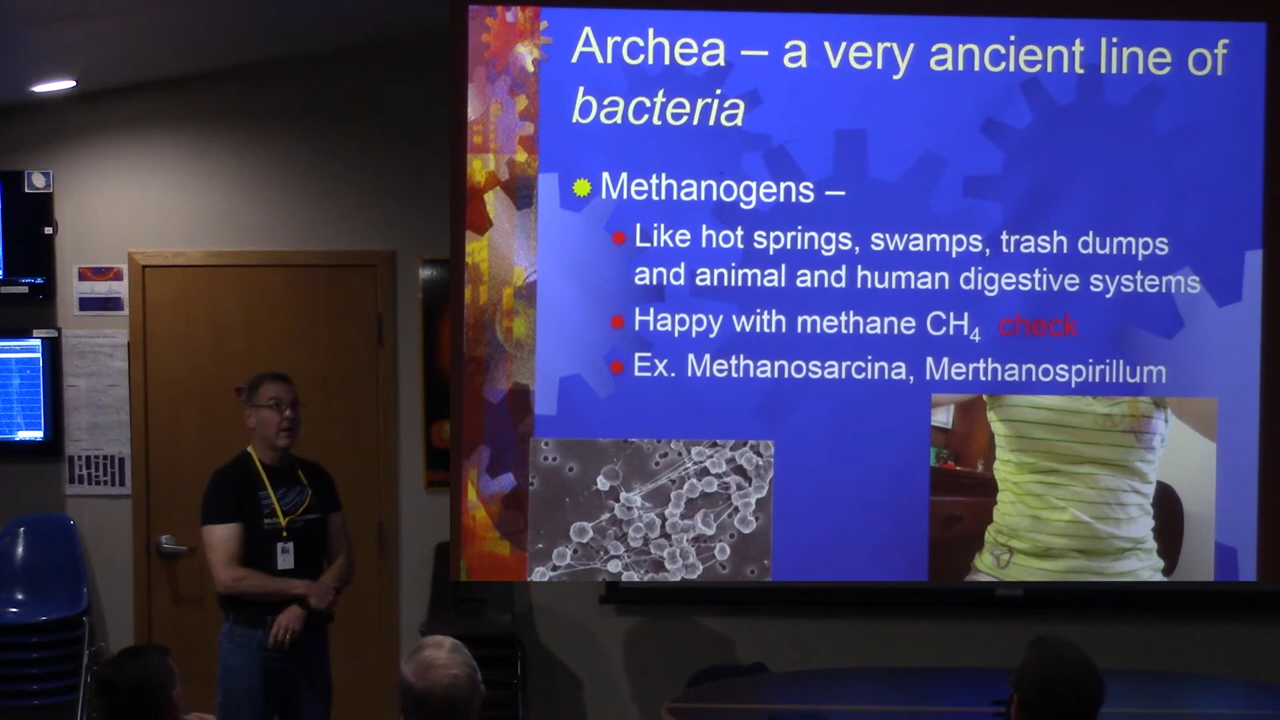 Archea – a very ancient line of
bacteria
Methanogens –
Like hot springs, swamps, trash dumps
and animal and human digestive systems
Happy with methane CH₄ check
Ex. Methanosarcina, Merthanospirillum